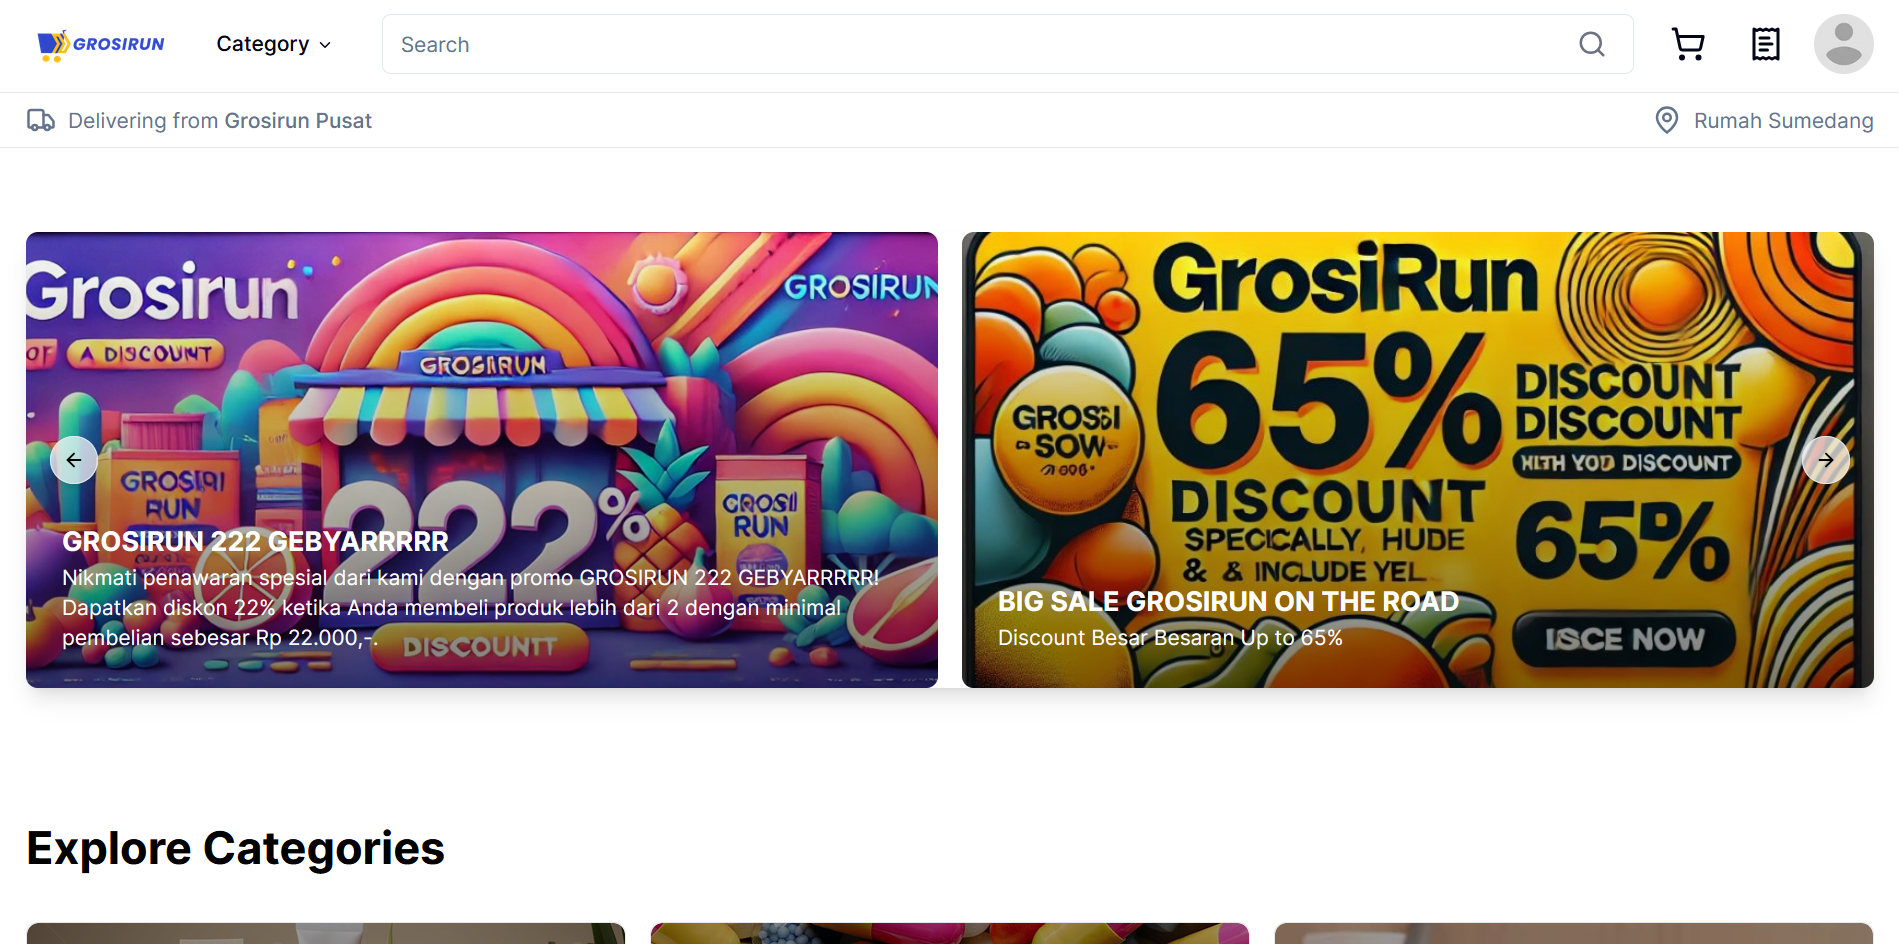 GROSIRUN
Category
Search
Delivering from Grosirun Pusat
Rumah Sumedang
Grosirun
GROSIRUN
OF A DISCOUNT
GROSIIRUN
GROSIRI
RUN
222%
GROSI
RUN
GROSIRUN 222 GEBYARRRRR
Nikmati penawaran spesial dari kami dengan promo GROSIRUN 222 GEBYARRRRR!
Dapatkan diskon 22% ketika Anda membeli produk lebih dari 2 dengan minimal
pembelian sebesar Rp 22.000,-.
DISCOUNTT
GrosiRun
65%
DISCOUNT
DISCOUNT
HITH YOD DISCOUNT
GROSSI
SOW
DISCOUNT
SPECICALLY, HUDE
& & INCLUDE YEL
65%
BIG SALE GROSIRUN ON THE ROAD
Discount Besar Besaran Up to 65%
ISCE NOW
Explore Categories